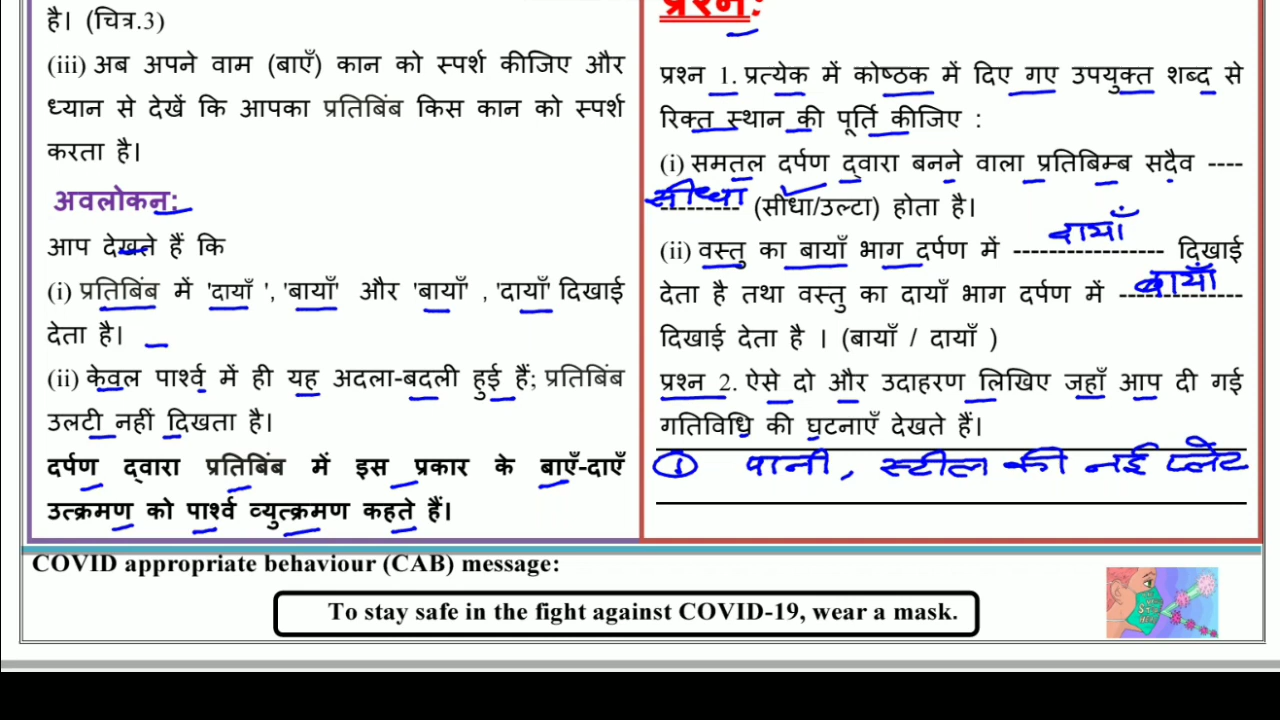 है। (चित्र.3)
(iii) अब अपने वाम (बाएँ) कान को स्पर्श कीजिए और
ध्यान से देखें कि आपका प्रतिबिंब किस कान को स्पर्श
करता है।
अवलोकन:
आप देखते हैं कि
(i) प्रतिबिंब में 'दायाँ ', 'बायाँ' और 'बायाँ' , 'दायाँ' दिखाई
देता है।
(ii) केवल पार्श्व में ही यह अदला-बदली हुई हैं; प्रतिबिंब
उलटी नहीं दिखता है।
दर्पण द्वारा प्रतिबिंब में इस प्रकार के बाएँ-दाएँ
उत्क्रमण को पार्श्व व्युत्क्रमण कहते हैं।
प्रश्न:
प्रश्न 1. प्रत्येक में कोष्ठक में दिए गए उपयुक्त शब्द से
रिक्त स्थान की पूर्ति कीजिए :
(i) समतल दर्पण द्वारा बनने वाला प्रतिबिम्ब सदैव ----
सीधा --------- (सीधा/उल्टा) होता है।
दायाँ
(ii) वस्तु का बायाँ भाग दर्पण में ------------------ दिखाई
बायाँ
देता है तथा वस्तु का दायाँ भाग दर्पण में --------------
दिखाई देता है । (बायाँ / दायाँ )
प्रश्न 2. ऐसे दो और उदाहरण लिखिए जहाँ आप दी गई
गतिविधि की घटनाएँ देखते हैं।
① पानी, स्टील की नई प्लेट
COVID appropriate behaviour (CAB) message:
To stay safe in the fight against COVID-19, wear a mask.